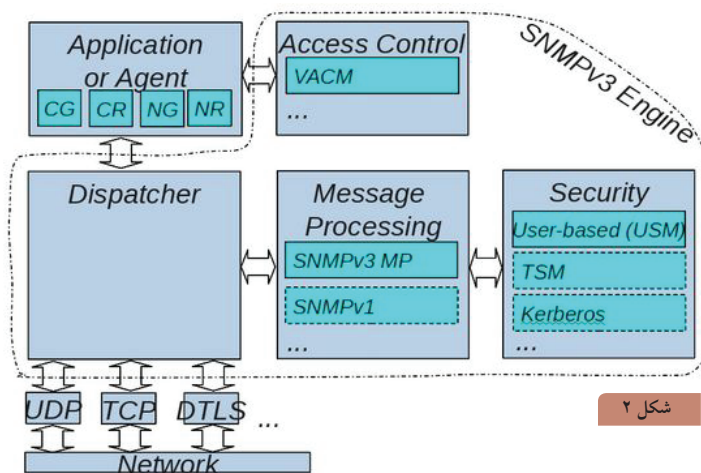 Application
or Agent
CG CR NG NR
Access Control
VACM
...
SNMPv3 Engine
Dispatcher
Message
Processing
SNMPv3 MP
SNMPv1
...
Security
User-based (USM)
TSM
Kerberos
...
UDP TCP DTLS ...
Network
شکل ۲